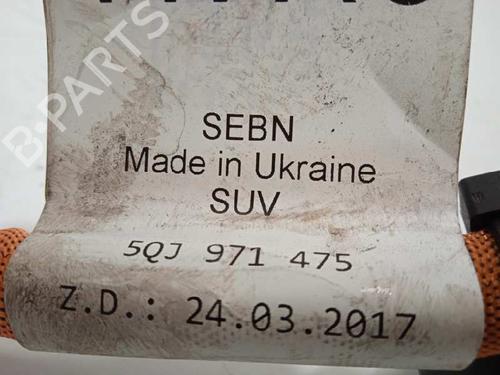 SEBN
Made in Ukraine
SUV
5QJ 971 475
Z.D.: 24.03.2017
B-PARTS